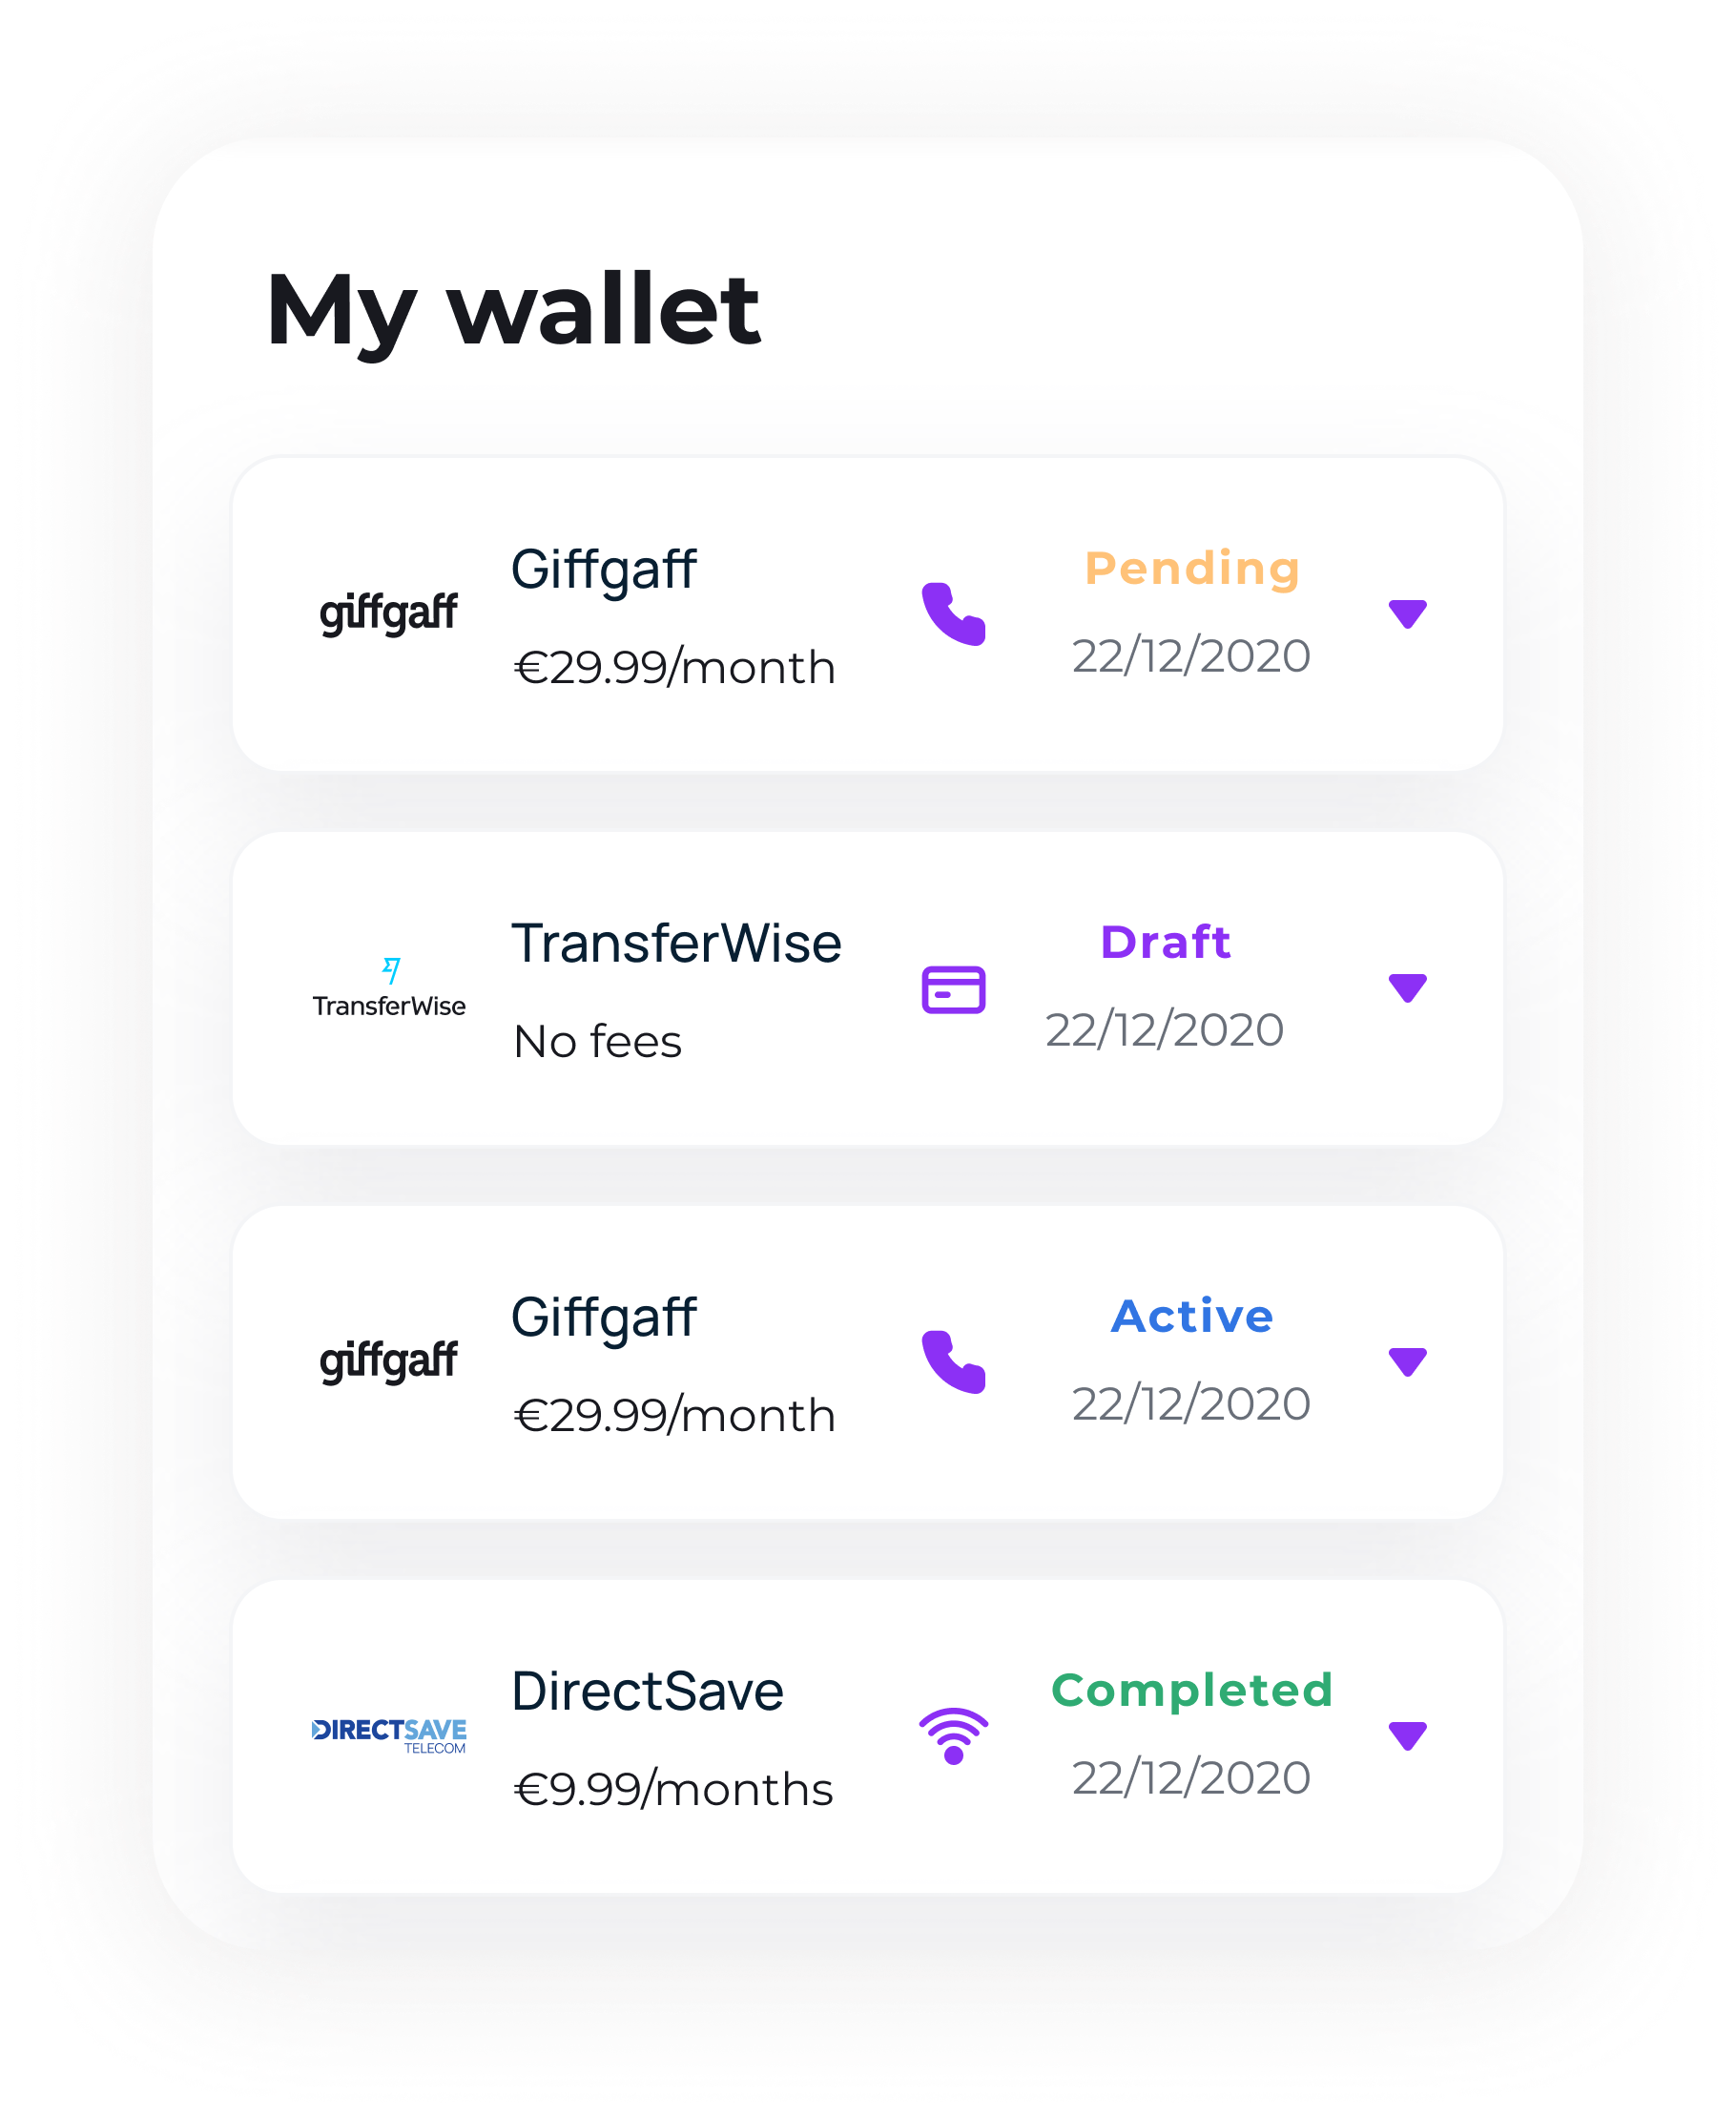 My wallet
giffgaff
Giffgaff
€29.99/month
Pending
22/12/2020
TransferWise
TransferWise
No fees
Draft
22/12/2020
giffgaff
Giffgaff
€29.99/month
Active
22/12/2020
DIRECTSAVE
TELECOM
DirectSave
€9.99/months
Completed
22/12/2020